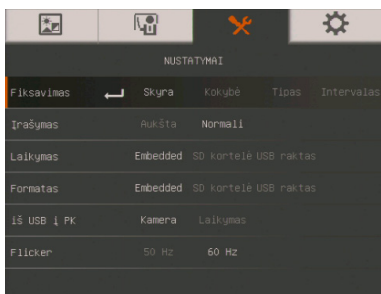 NUSTATYMAI
Fiksavimas Skyra Kokybė Tipas Intervalas
Įrašymas Aukšta Normali
Laikymas Embedded SD kortelė USB raktas
Formatas Embedded SD kortelė USB raktas
iš USB į PK Kamera Laikymas
Flicker 50 Hz 60 Hz